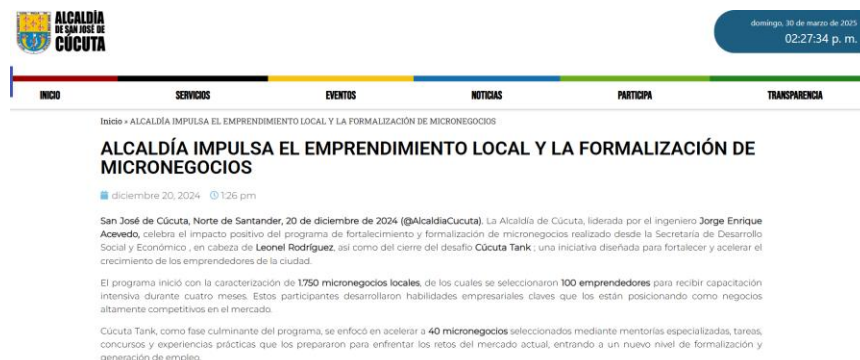 ALCALDÍA
DE SAN JOSÉ DE
CÚCUTA
domingo, 30 de marzo de 2025
02:27:34 p. m.
INICIO SERVICIOS EVENTOS NOTICIAS PARTICIPA TRANSPARENCIA
Inicio » ALCALDÍA IMPULSA EL EMPRENDIMIENTO LOCAL Y LA FORMALIZACIÓN DE MICRONEGOCIOS
ALCALDÍA IMPULSA EL EMPRENDIMIENTO LOCAL Y LA FORMALIZACIÓN DE
MICRONEGOCIOS
diciembre 20, 2024 1:26 pm
San José de Cúcuta, Norte de Santander, 20 de diciembre de 2024 (@AlcaldiaCucuta). La Alcaldía de Cúcuta, liderada por el ingeniero Jorge Enrique
Acevedo, celebra el impacto positivo del programa de fortalecimiento y formalización de micronegocios realizado desde la Secretaría de Desarrollo
Social y Económico , en cabeza de Leonel Rodríguez, así como del cierre del desafío Cúcuta Tank ; una iniciativa diseñada para fortalecer y acelerar el
crecimiento de los emprendedores de la ciudad.
El programa inició con la caracterización de 1.750 micronegocios locales, de los cuales se seleccionaron 100 emprendedores para recibir capacitación
intensiva durante cuatro meses. Estos participantes desarrollaron habilidades empresariales claves que los están posicionando como negocios
altamente competitivos en el mercado.
Cúcuta Tank, como fase culminante del programa, se enfocó en acelerar a 40 micronegocios seleccionados mediante mentorías especializadas, tareas,
concursos y experiencias prácticas que los prepararon para enfrentar los retos del mercado actual, entrando a un nuevo nivel de formalización y
generación de empleo.